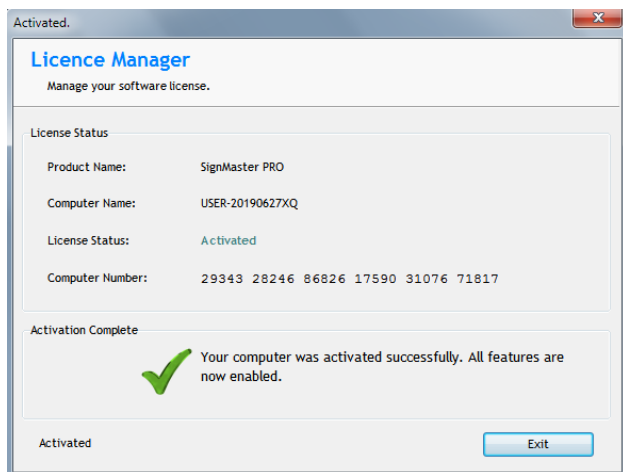 Activated.
Licence Manager
Manage your software license.
License Status
Product Name: SignMaster PRO
Computer Name: USER-20190627XQ
License Status: Activated
Computer Number: 29343 28246 86826 17590 31076 71817
Activation Complete
Your computer was activated successfully. All features are
now enabled.
Activated
Exit